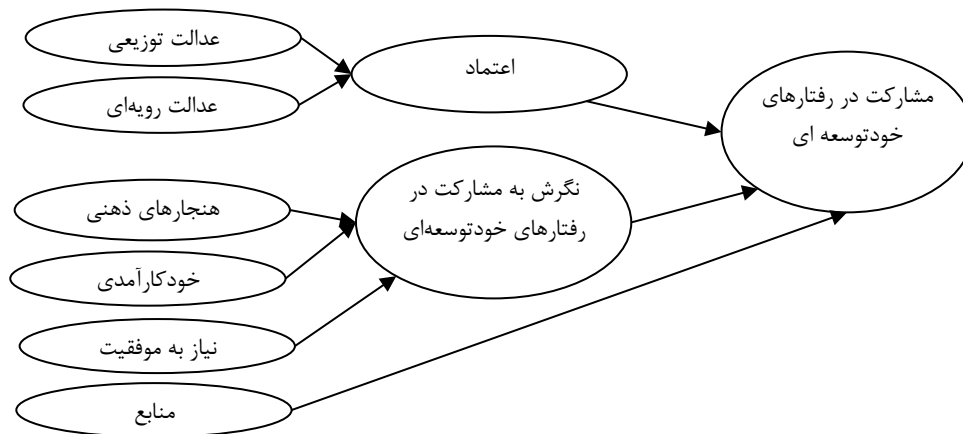 عدالت توزیعی
عدالت رویه‌ای
اعتماد
مشارکت در رفتارهای
خودتوسعه ای
هنجارهای ذهنی
خودکارآمدی
نیاز به موفقیت
منابع
نگرش به مشارکت در
رفتارهای خودتوسعه‌ای